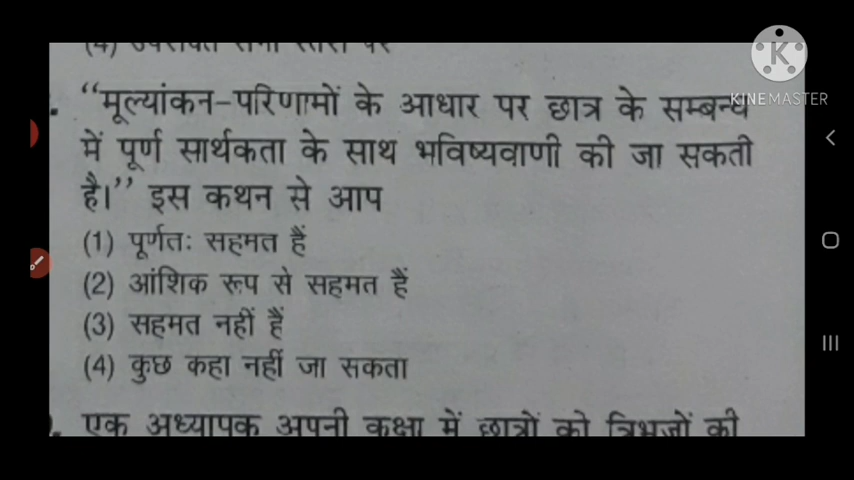 “मूल्यांकन-परिणामों के आधार पर छात्र के सम्बन्ध
KINEMASTER
में पूर्ण सार्थकता के साथ भविष्यवाणी की जा सकती
है।” इस कथन से आप
(1) पूर्णतः सहमत हैं
(2) आंशिक रूप से सहमत हैं
(3) सहमत नहीं हैं
(4) कुछ कहा नहीं जा सकता
एक अध्यापक अपनी कक्षा में छात्रों को त्रिभुजों की